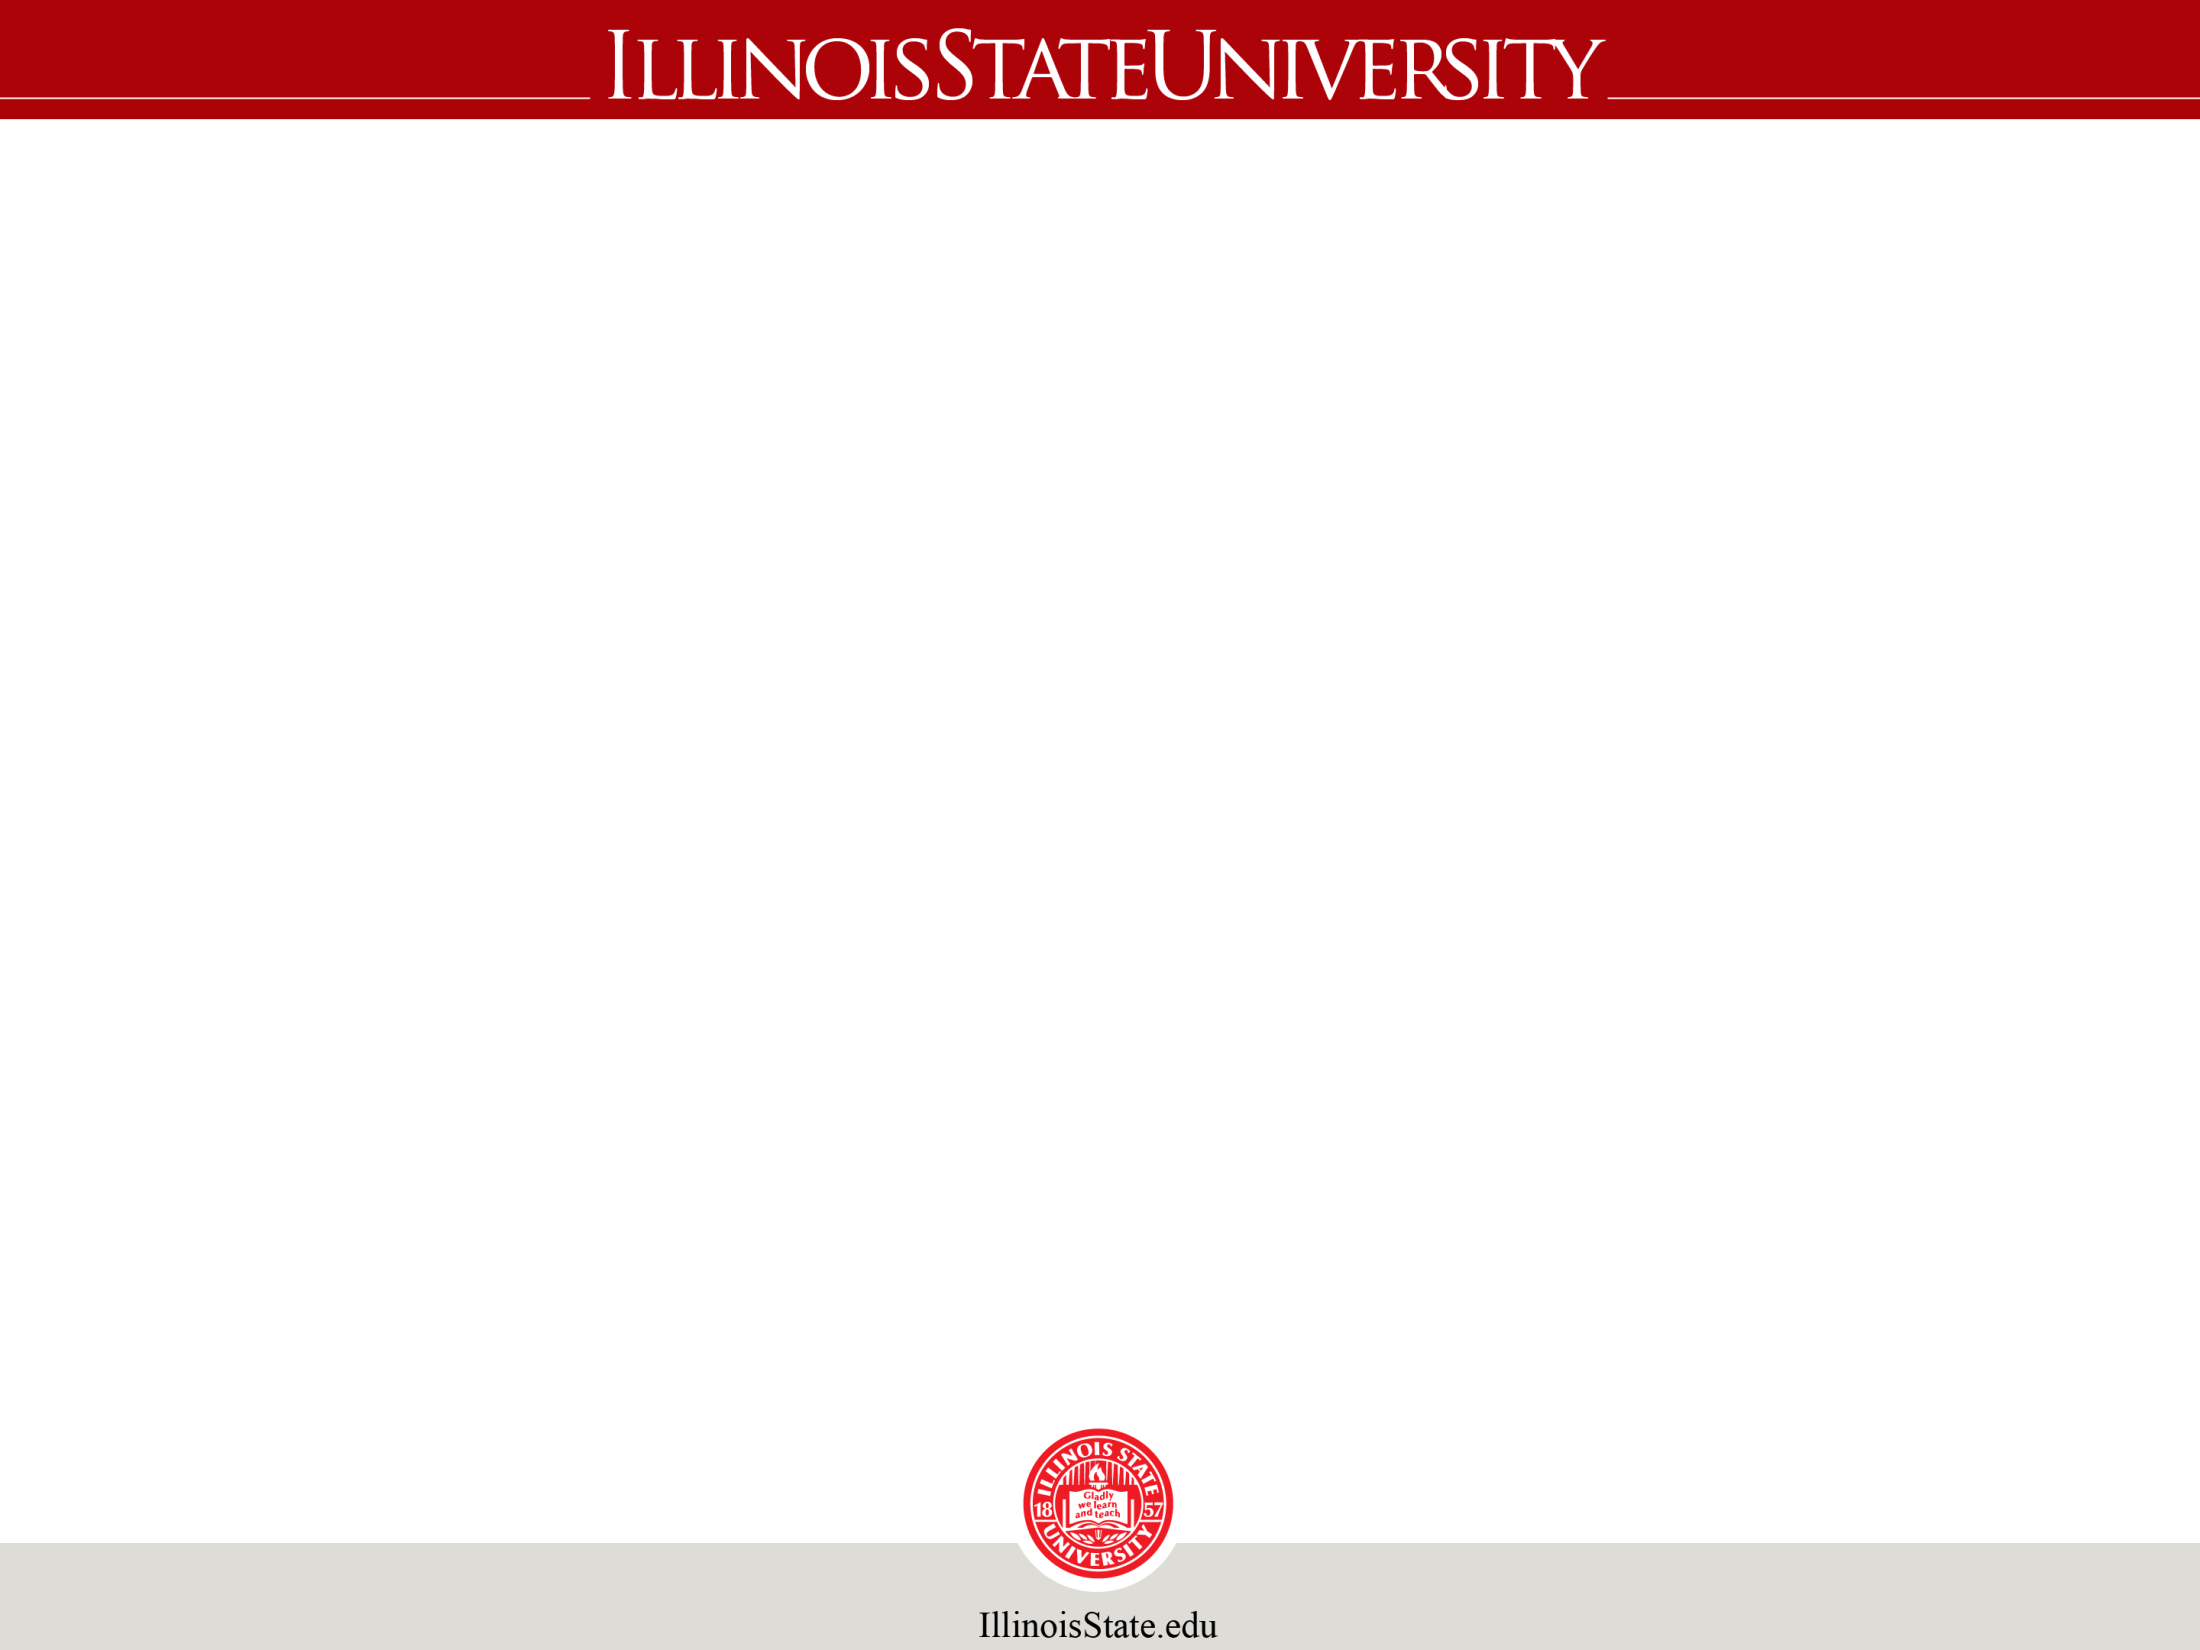 ILLINOIS STATE UNIVERSITY
ILLINOIS STATE
18 57
Gladly
we learn
and teach
UNIVERSITY
IllinoisState.edu